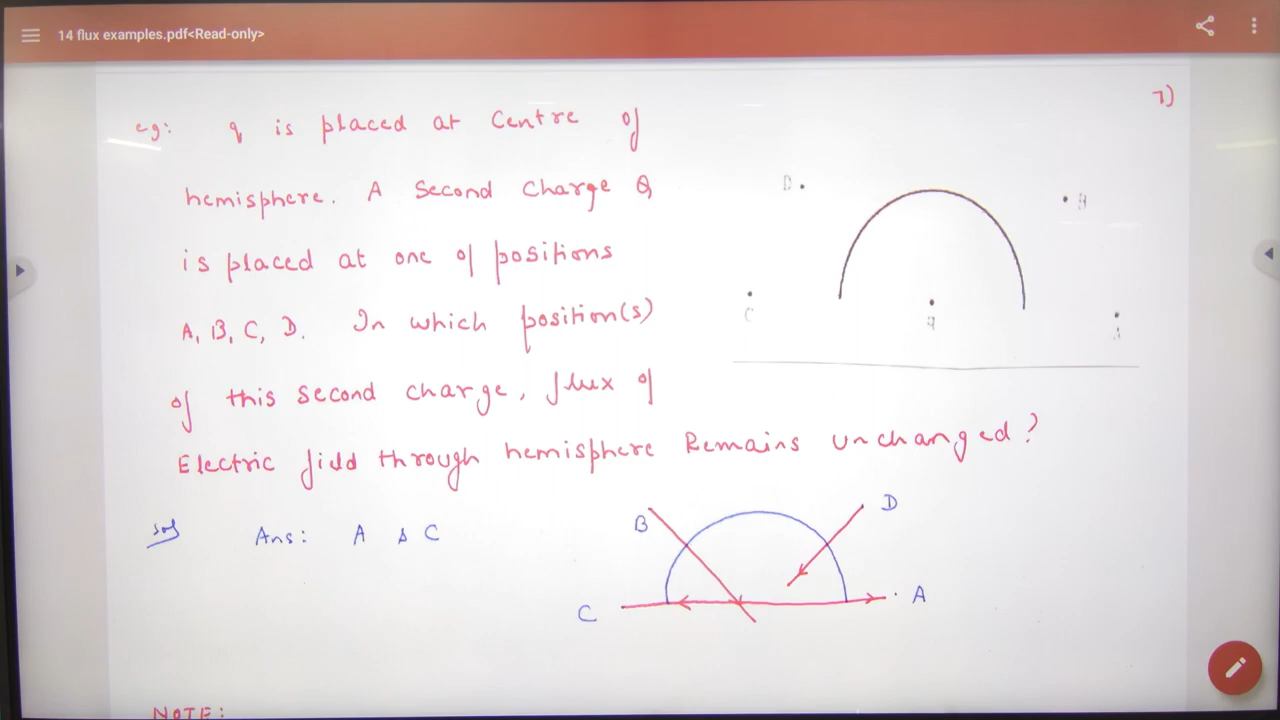 14 flux examples.pdf<Read-only>
7)
eg: q is placed at Centre of
hemisphere. A Second Charge Q
is placed at one of positions
A, B, C, D. In which position(s)
of this second charge, flux of
Electric field through hemisphere Remains unchanged?
D
B
C
q
A
Sol Ans: A & C
B
D
C
A
NOTE: